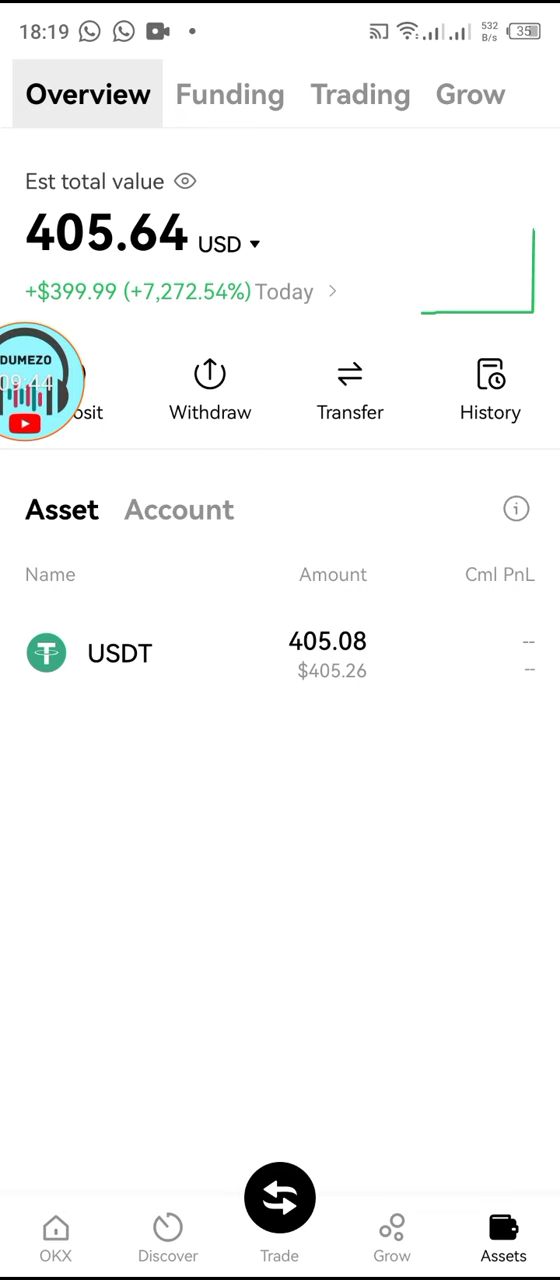 18:19
532
B/s
35
Overview Funding Trading Grow
Est total value
405.64 USD
+$399.99 (+7,272.54%) Today
DUMEZO
09:44
osit Withdraw Transfer History
Asset Account
Name Amount Cml PnL
USDT 405.08 --
$405.26 --
OKX Discover Trade Grow Assets